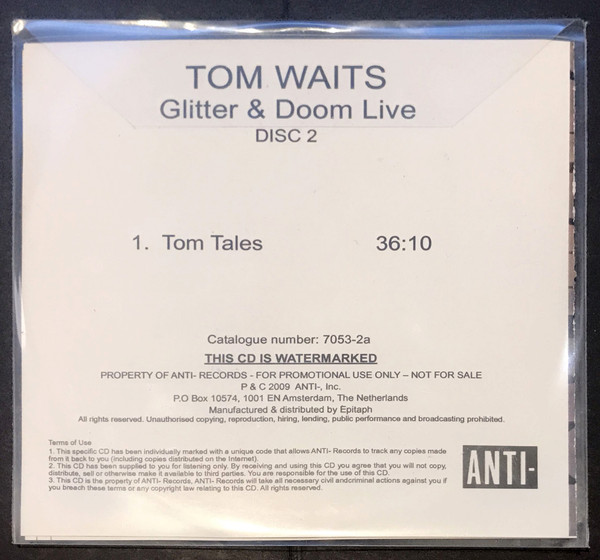 TOM WAITS
Glitter & Doom Live
DISC 2
1. Tom Tales 36:10
Catalogue number: 7053-2a
THIS CD IS WATERMARKED
PROPERTY OF ANTI- RECORDS - FOR PROMOTIONAL USE ONLY – NOT FOR SALE
P & C 2009 ANTI-, Inc.
P.O Box 10574, 1001 EN Amsterdam, The Netherlands
Manufactured & distributed by Epitaph
All rights reserved. Unauthorised copying, reproduction, hiring, lending, public performance and broadcasting prohibited.
Terms of Use
1. This specific CD has been individually marked with a unique code that allows ANTI- Records to track any copies made
from it back to you (including copies distributed on the Internet).
2. This CD has been supplied to you for listening only. By receiving and using this CD you agree that you will not copy,
distribute, sell or otherwise make it available to third parties. You are responsible for the use of this CD.
3. This CD is the property of ANTI- Records, ANTI- Records will take all necessary civil andcriminal actions against you if
you breach these terms or any copyright law relating to this CD. All rights reserved.
ANTI-